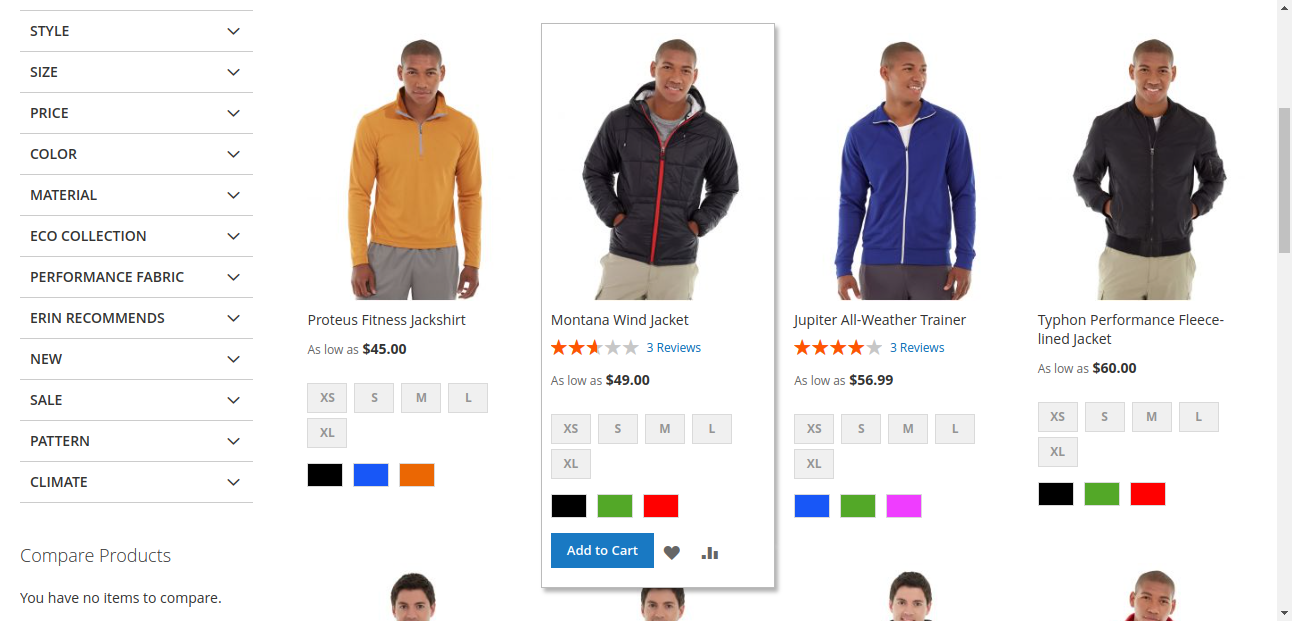 STYLE
SIZE
PRICE
COLOR
MATERIAL
ECO COLLECTION
PERFORMANCE FABRIC
ERIN RECOMMENDS
NEW
SALE
PATTERN
CLIMATE
Compare Products
You have no items to compare.
Proteus Fitness Jackshirt
As low as $45.00
XS S M L
XL
Montana Wind Jacket
3 Reviews
As low as $49.00
XS S M L
XL
Add to Cart
Jupiter All-Weather Trainer
3 Reviews
As low as $56.99
XS S M L
XL
Typhon Performance Fleece-
lined Jacket
As low as $60.00
XS S M L
XL